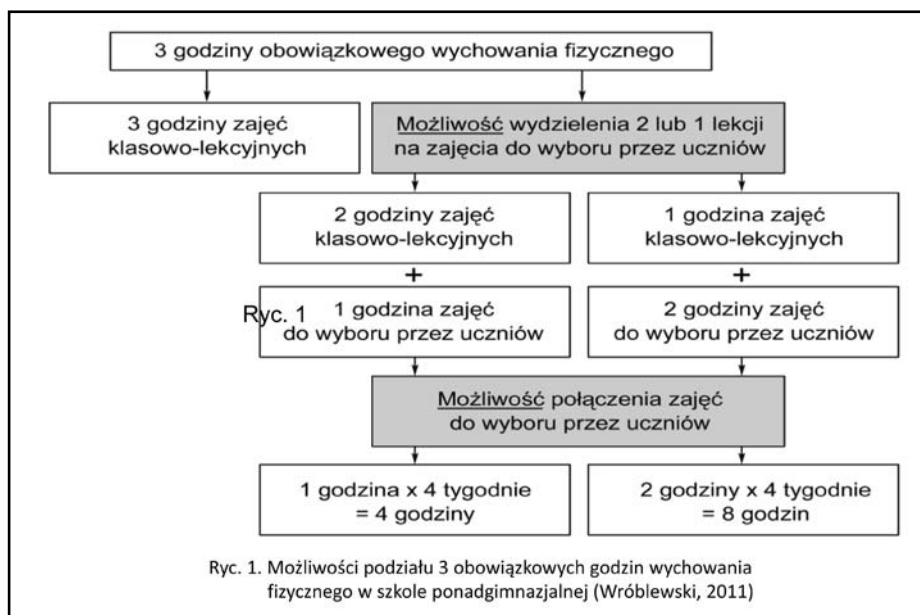 3 godziny obowiązkowego wychowania fizycznego
3 godziny zajęć
klasowo-lekcyjnych
Możliwość wydzielenia 2 lub 1 lekcji
na zajęcia do wyboru przez uczniów
2 godziny zajęć
klasowo-lekcyjnych
1 godzina zajęć
klasowo-lekcyjnych
+
+
Ryc. 1
1 godzina zajęć
do wyboru przez uczniów
2 godziny zajęć
do wyboru przez uczniów
Możliwość połączenia zajęć
do wyboru przez uczniów
1 godzina x 4 tygodnie
= 4 godziny
2 godziny x 4 tygodnie
= 8 godzin
Ryc. 1. Możliwości podziału 3 obowiązkowych godzin wychowania
fizycznego w szkole ponadgimnazjalnej (Wróblewski, 2011)